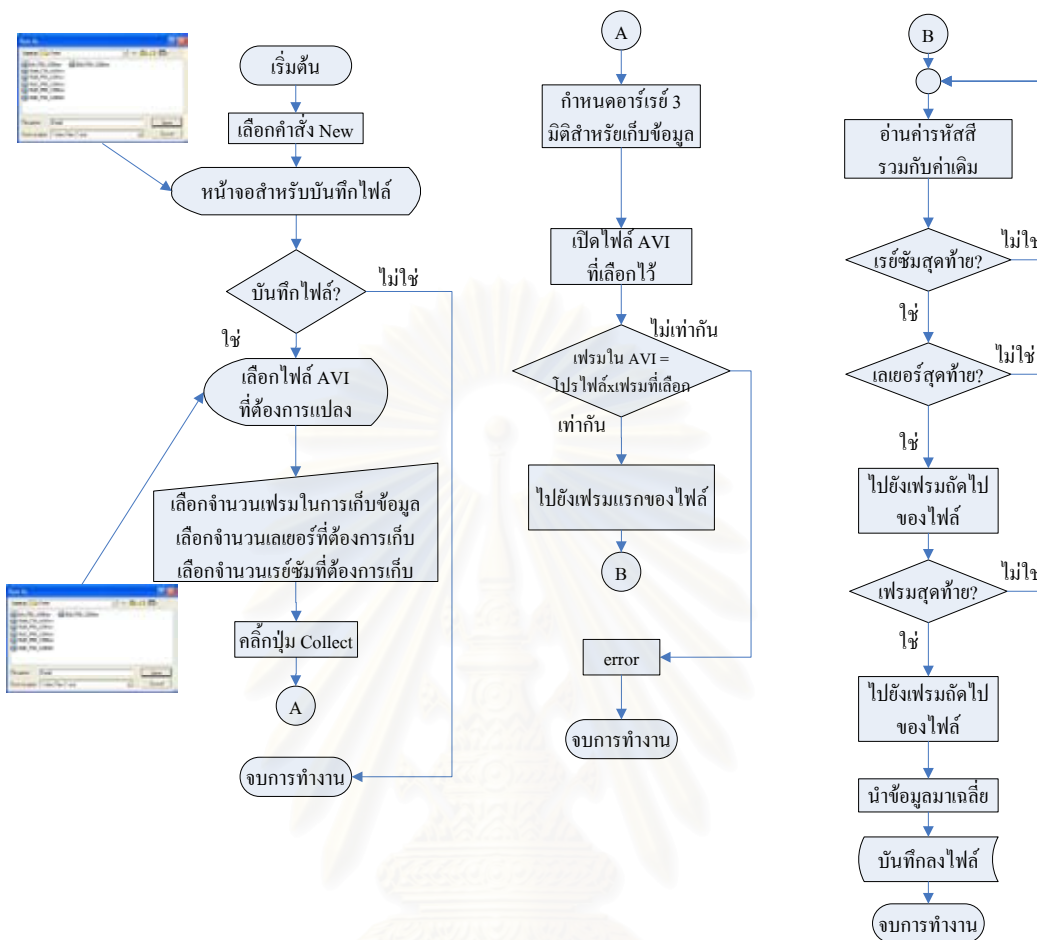 เริ่มต้น
เลือกคำสั่ง New
หน้าจอสำหรับบันทึกไฟล์
บันทึกไฟล์?
ไม่ใช่
ใช่
เลือกไฟล์ AVI
ที่ต้องการแปลง
เลือกจำนวนเฟรมในการเก็บข้อมูล
เลือกจำนวนเลเยอร์ที่ต้องการเก็บ
เลือกจำนวนเรย์ซัมที่ต้องการเก็บ
คลิ้กปุ่ม Collect
A
จบการทำงาน
A
กำหนดอาร์เรย์ 3
มิติสำหรัยเก็บข้อมูล
เปิดไฟล์ AVI
ที่เลือกไว้
ไม่เท่ากัน
เฟรมใน AVI =
โปรไฟล์xเฟรมที่เลือก
เท่ากัน
ไปยังเฟรมแรกของไฟล์
B
error
จบการทำงาน
B
อ่านค่ารหัสสี
รวมกับค่าเดิม
ไม่ใช่
เรย์ซัมสุดท้าย?
ใช่
ไม่ใช่
เลเยอร์สุดท้าย?
ใช่
ไปยังเฟรมถัดไป
ของไฟล์
ไม่ใช่
เฟรมสุดท้าย?
ใช่
ไปยังเฟรมถัดไป
ของไฟล์
นำข้อมูลมาเฉลี่ย
บันทึกลงไฟล์
จบการทำงาน